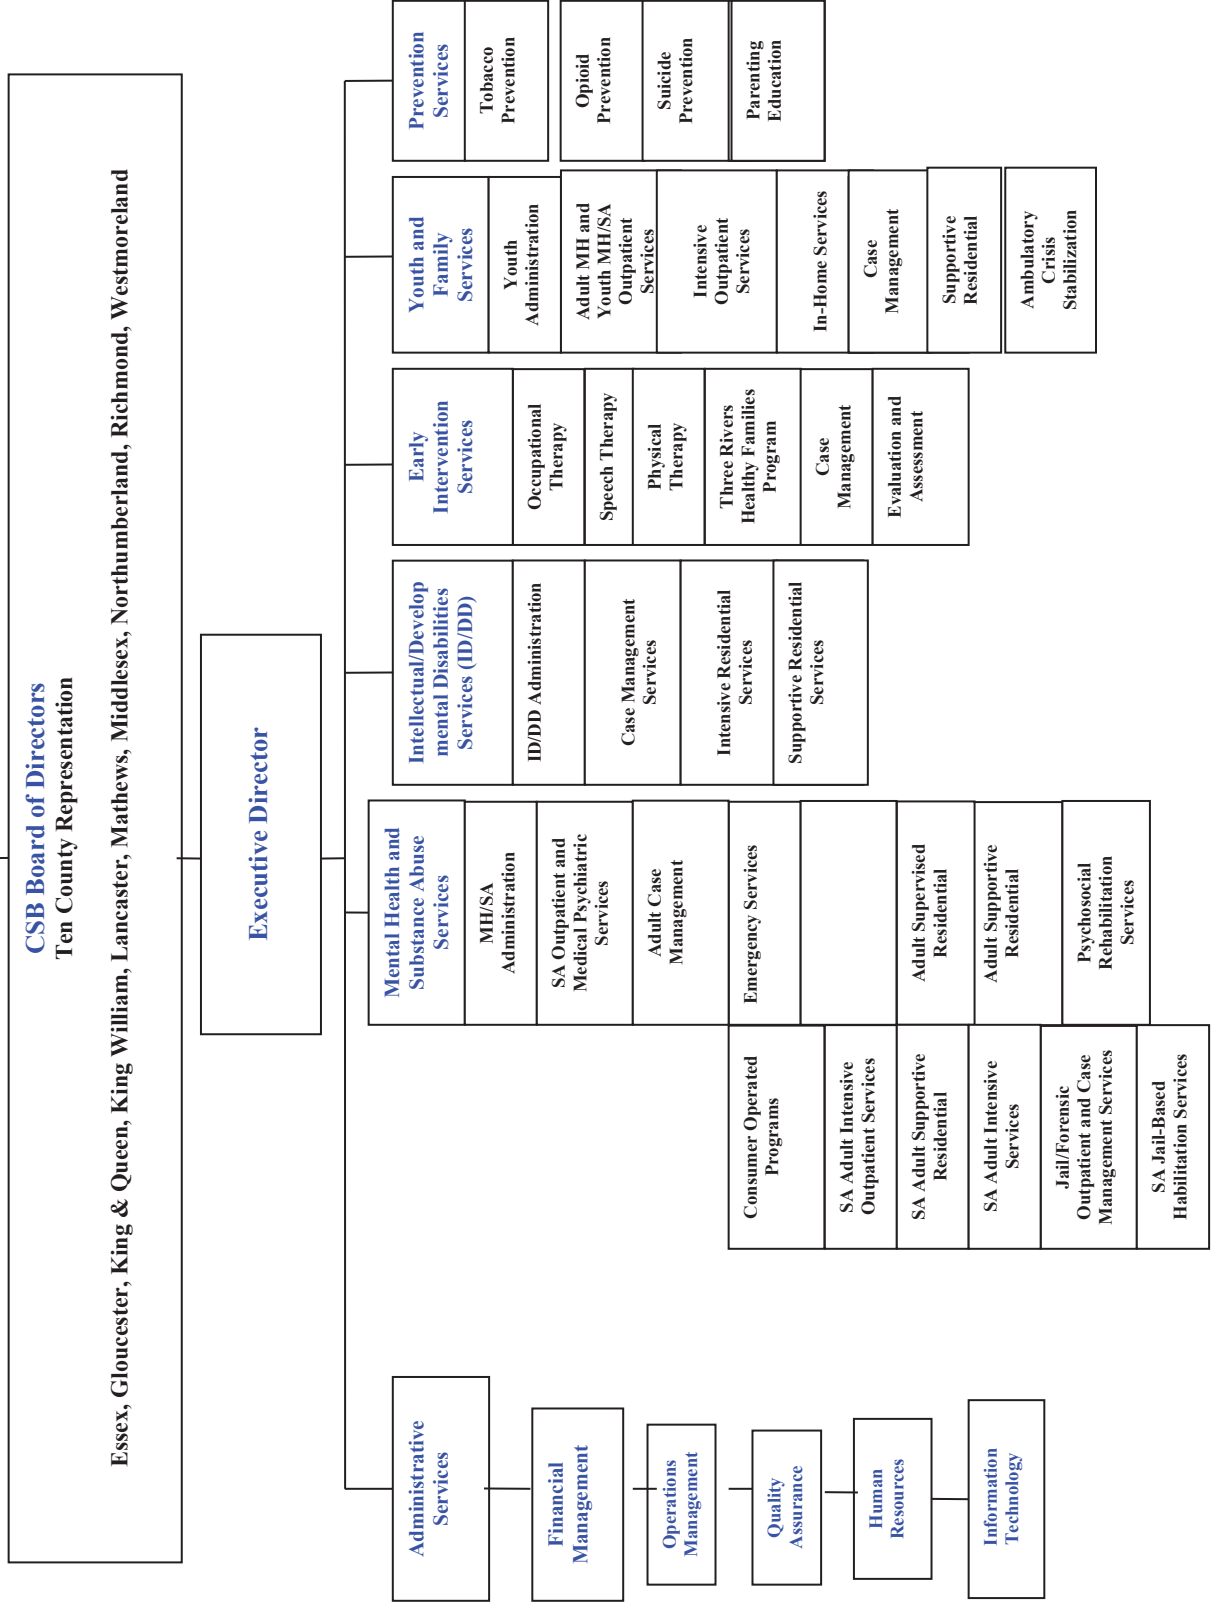 CSB Board of Directors
Ten County Representation
Essex, Gloucester, King & Queen, King William, Lancaster, Mathews, Middlesex, Northumberland, Richmond, Westmoreland
Executive Director
Administrative
Services
Financial
Management
Operations
Management
Quality
Assurance
Human
Resources
Information
Technology
Mental Health and
Substance Abuse
Services
MH/SA
Administration
SA Outpatient and
Medical Psychiatric
Services
Adult Case
Management
Emergency Services
Adult Supervised
Residential
Adult Supportive
Residential
Psychosocial
Rehabilitation
Services
Consumer Operated
Programs
SA Adult Intensive
Outpatient Services
SA Adult Supportive
Residential
SA Adult Intensive
Services
Jail/Forensic
Outpatient and Case
Management Services
SA Jail-Based
Habilitation Services
Intellectual/Develop
mental Disabilities
Services (ID/DD)
ID/DD Administration
Case Management
Services
Intensive Residential
Services
Supportive Residential
Services
Early
Intervention
Services
Occupational
Therapy
Speech Therapy
Physical
Therapy
Three Rivers
Healthy Families
Program
Case
Management
Evaluation and
Assessment
Youth and
Family
Services
Youth
Administration
Adult MH and
Youth MH/SA
Outpatient
Services
Intensive
Outpatient
Services
In-Home Services
Case
Management
Supportive
Residential
Ambulatory
Crisis
Stabilization
Prevention
Services
Tobacco
Prevention
Opioid
Prevention
Suicide
Prevention
Parenting
Education